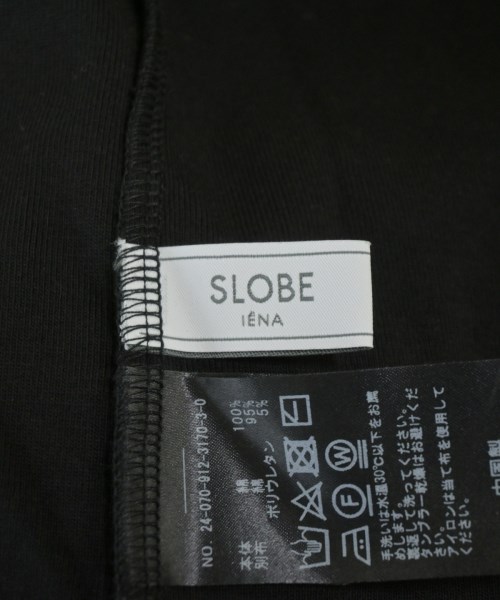 SLOBE
IÉNA
NO. 24-070-912-3170-3-0
本体 綿 100%
別布 綿 95%
ポリウレタン 5%
手洗いは水温30℃以下をお薦
めします。
裏返して洗ってください。
タンブラー乾燥はお避けくだ
さい。
アイロンは当て布を使用して
ください。
中国製